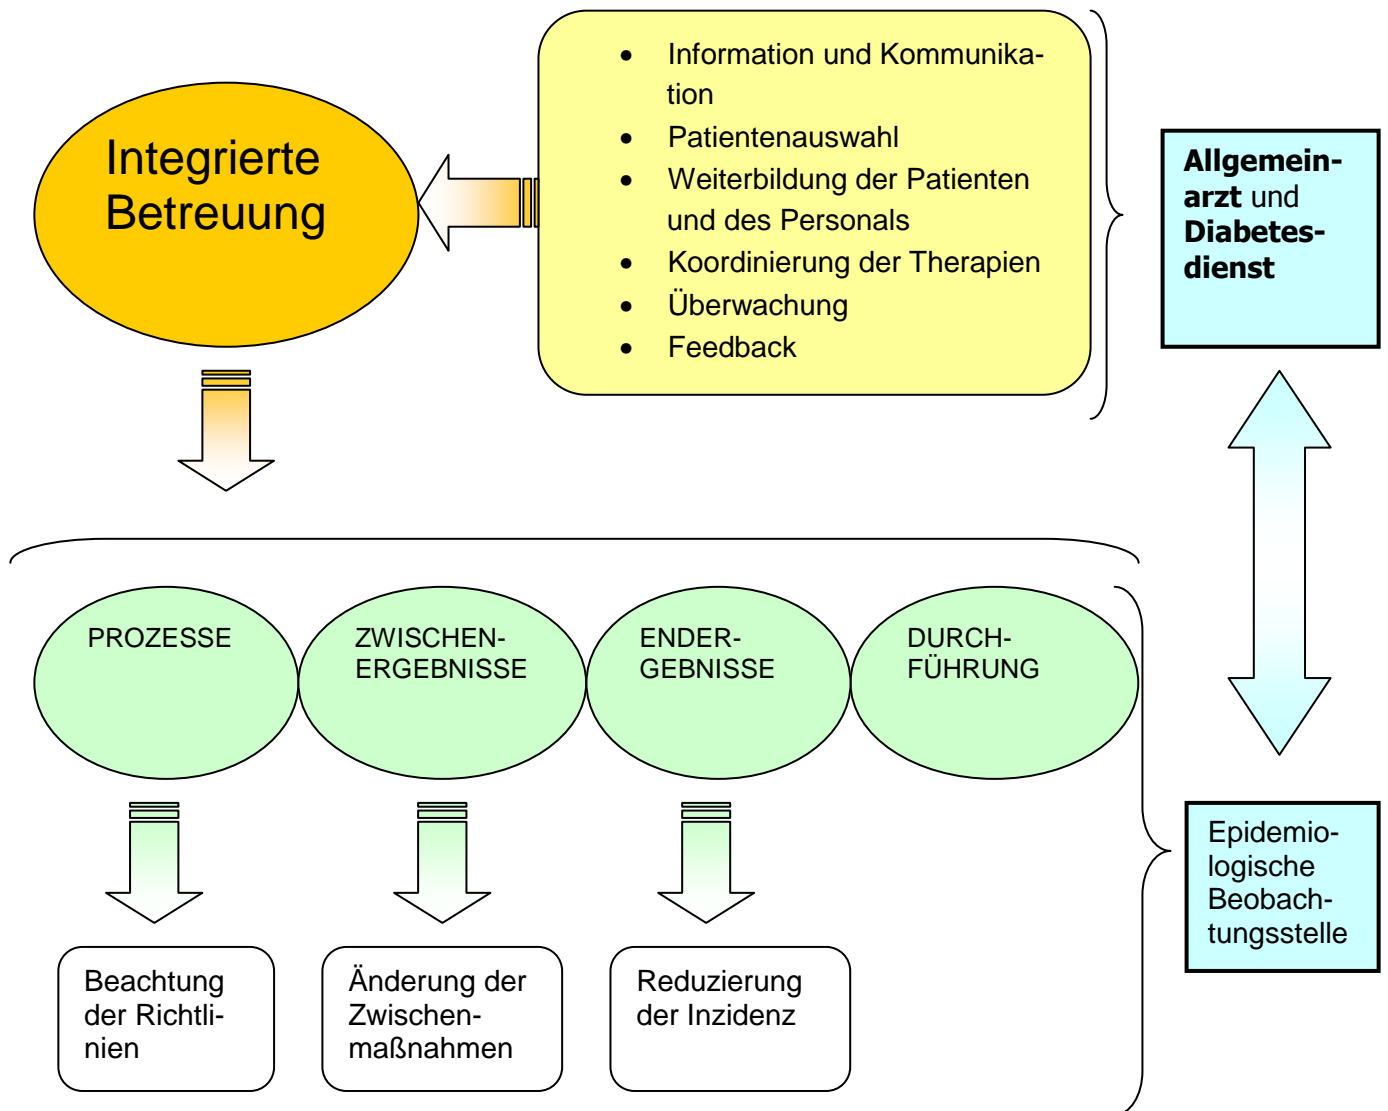 Integrierte
Betreuung
• Information und Kommunika-
tion
• Patientenauswahl
• Weiterbildung der Patienten
und des Personals
• Koordinierung der Therapien
• Überwachung
• Feedback
Allgemein-
arzt und
Diabetes-
dienst
PROZESSE
ZWISCHEN-
ERGEBNISSE
ENDER-
GEBNISSE
DURCH-
FÜHRUNG
Epidemio-
logische
Beobach-
tungsstelle
Beachtung
der Richtli-
nien
Änderung der
Zwischen-
maßnahmen
Reduzierung
der Inzidenz